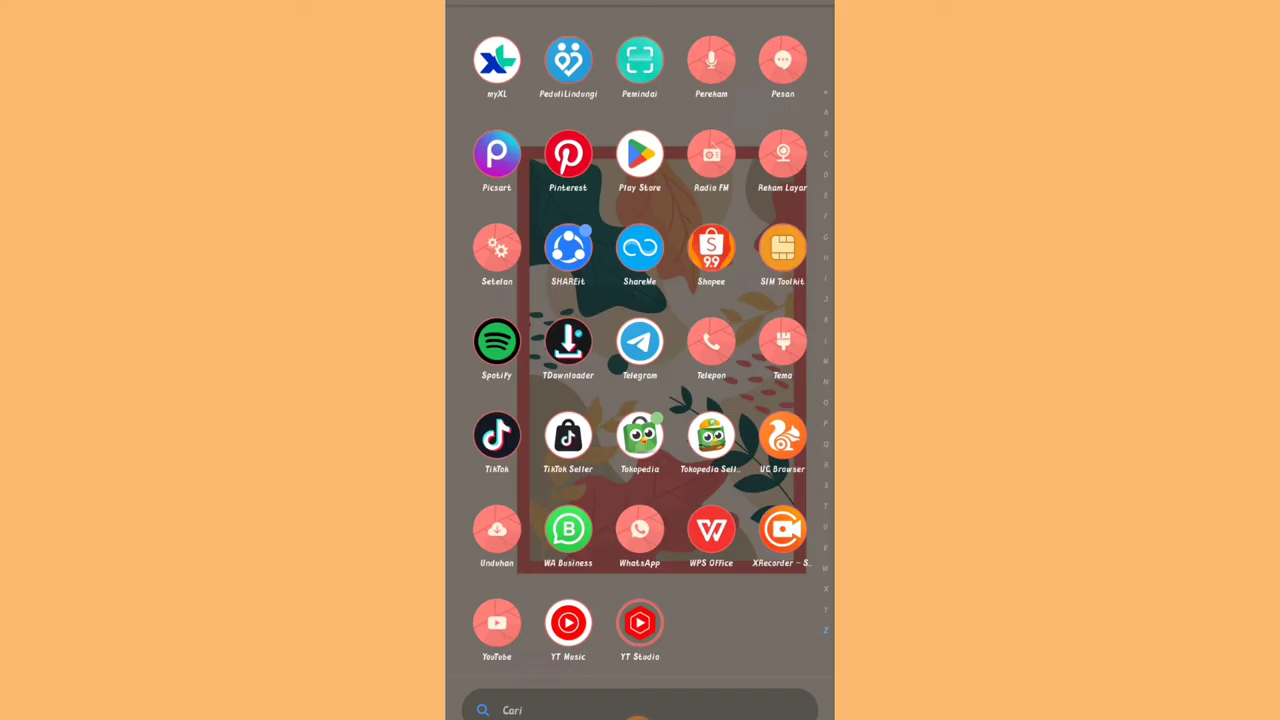 myXL PeduliLindungi Pemindai Perekam Pesan
Picsart Pinterest Play Store Radio FM Rekam Layar
S
9.9
Setelan SHAREit ShareMe Shopee SIM Toolkit
Spotify TDownloader Telegram Telepon Tema
TikTok TikTok Seller Tokopedia Tokopedia Sell.. UC Browser
B
Unduhan WA Business WhatsApp WPS Office XRecorder – S..
YouTube YT Music YT Studio
Cari
A
B
C
D
E
F
G
H
I
J
K
L
M
N
O
P
Q
R
S
T
U
V
W
X
Y
Z